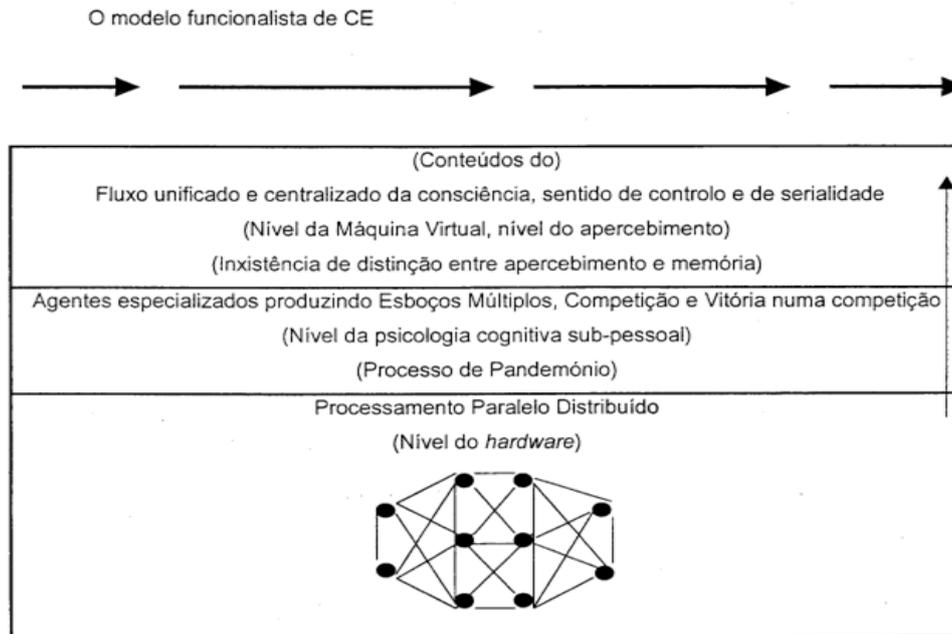 O modelo funcionalista de CE
(Conteúdos do)
Fluxo unificado e centralizado da consciência, sentido de controlo e de serialidade
(Nível da Máquina Virtual, nível do apercebimento)
(Inxistência de distinção entre apercebimento e memória)
Agentes especializados produzindo Esboços Múltiplos, Competição e Vitória numa competição
(Nível da psicologia cognitiva sub-pessoal)
(Processo de Pandemónio)
Processamento Paralelo Distribuído
(Nível do hardware)